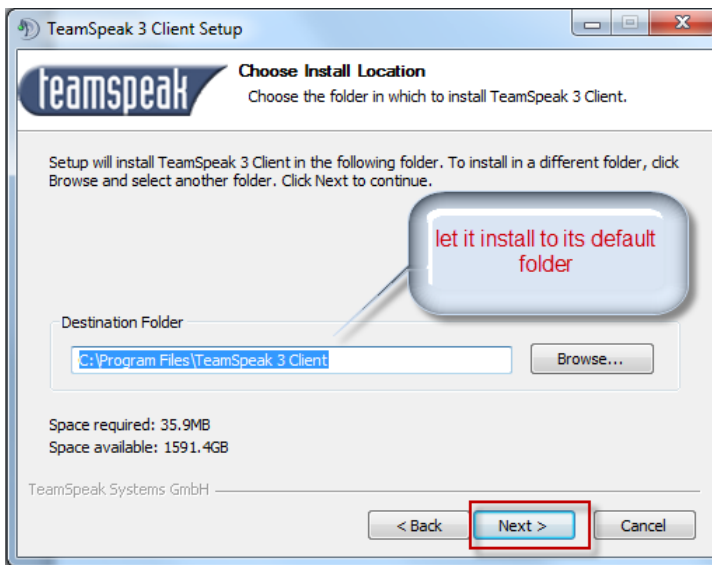 TeamSpeak 3 Client Setup
teamspeak
Choose Install Location
Choose the folder in which to install TeamSpeak 3 Client.
Setup will install TeamSpeak 3 Client in the following folder. To install in a different folder, click
Browse and select another folder. Click Next to continue.
let it install to its default
folder
Destination Folder
C:\Program Files\TeamSpeak 3 Client
Browse...
Space required: 35.9MB
Space available: 1591.4GB
TeamSpeak Systems GmbH
< Back
Next >
Cancel